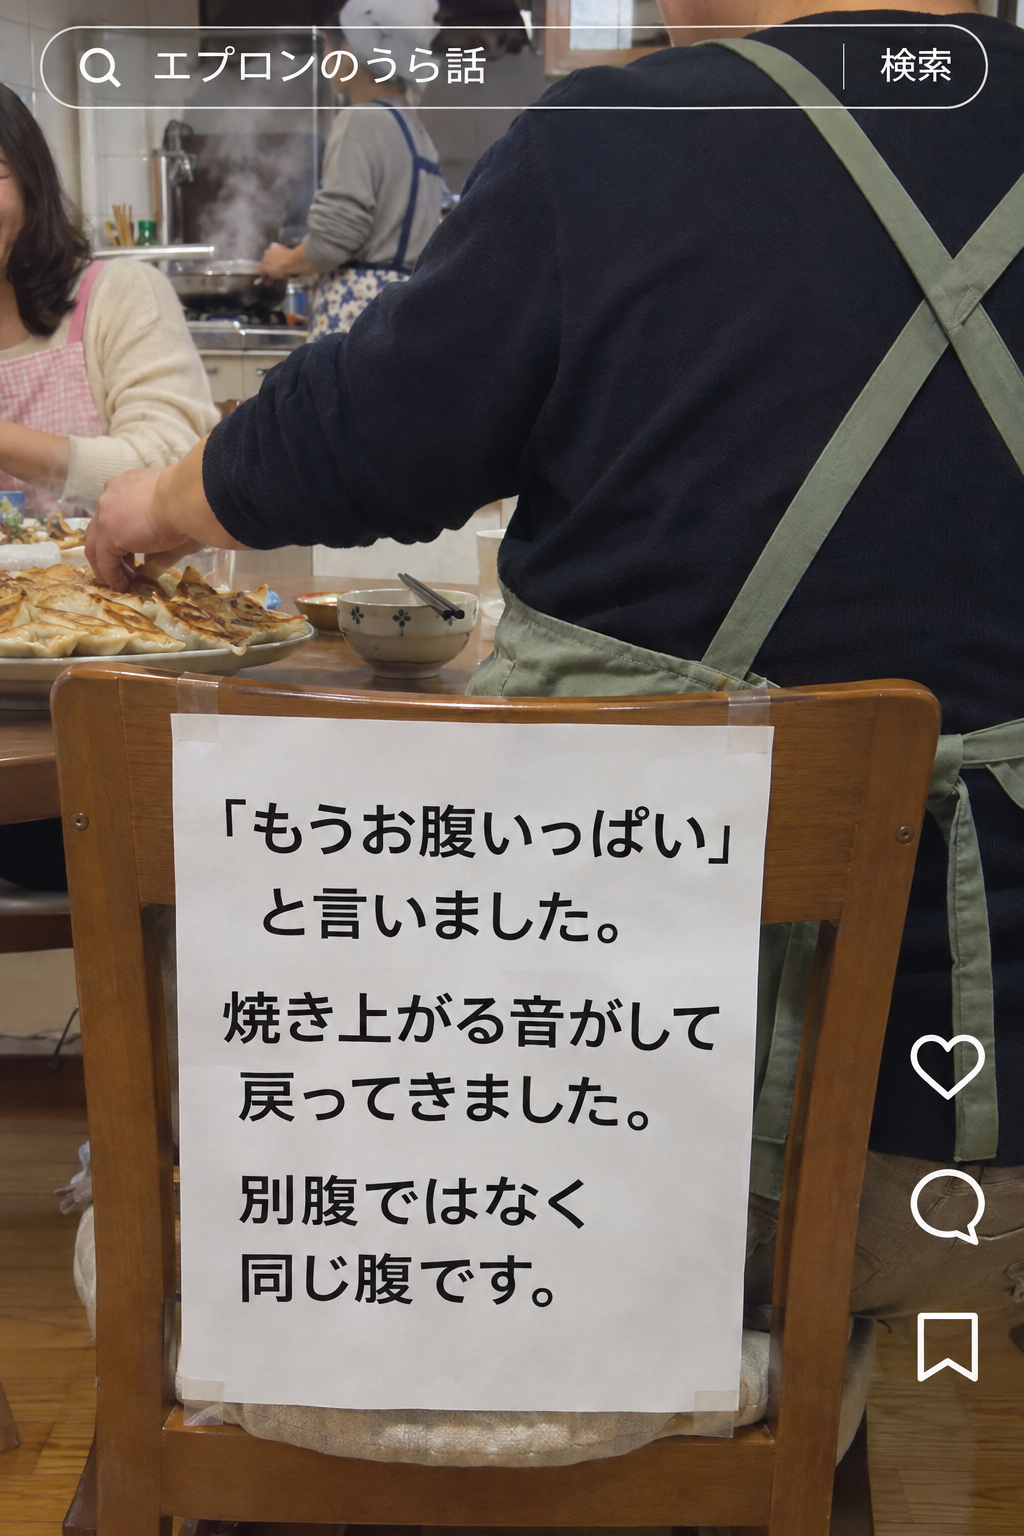 エプロンのうら話
検索
「もうお腹いっぱい」
と言いました。
焼き上がる音がして
戻ってきました。
別腹ではなく
同じ腹です。